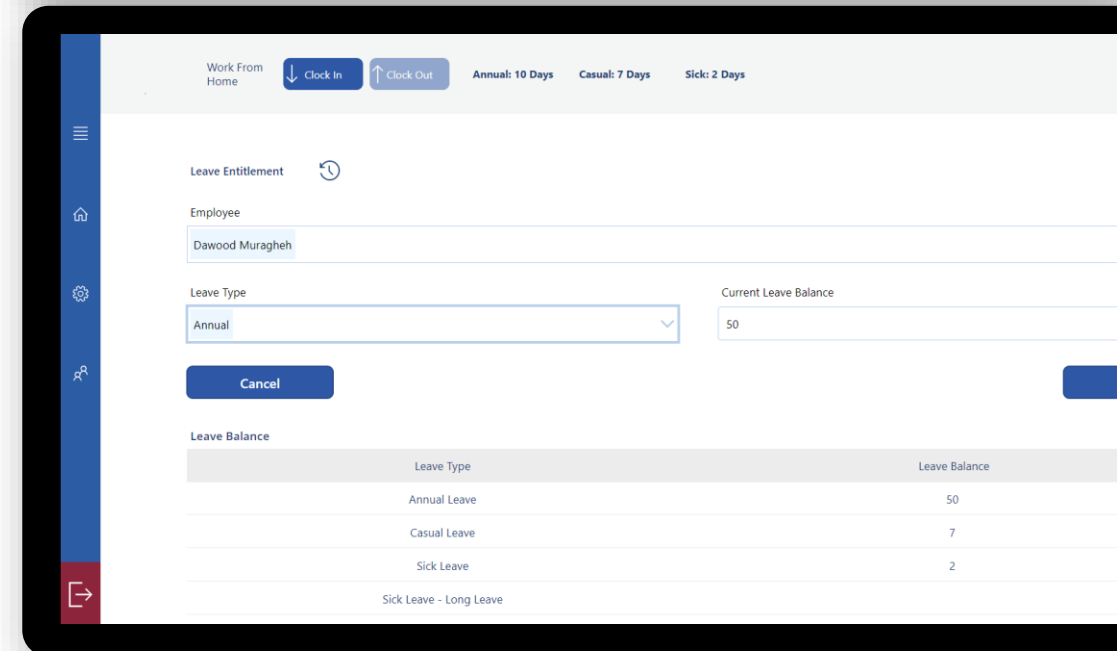 Work From
Home
Clock In
Clock Out
Annual: 10 Days
Casual: 7 Days
Sick: 2 Days
Leave Entitlement
Employee
Dawood Muragheh
Leave Type
Current Leave Balance
Annual
50
Cancel
Leave Balance
Leave Type Leave Balance
Annual Leave 50
Casual Leave 7
Sick Leave 2
Sick Leave - Long Leave